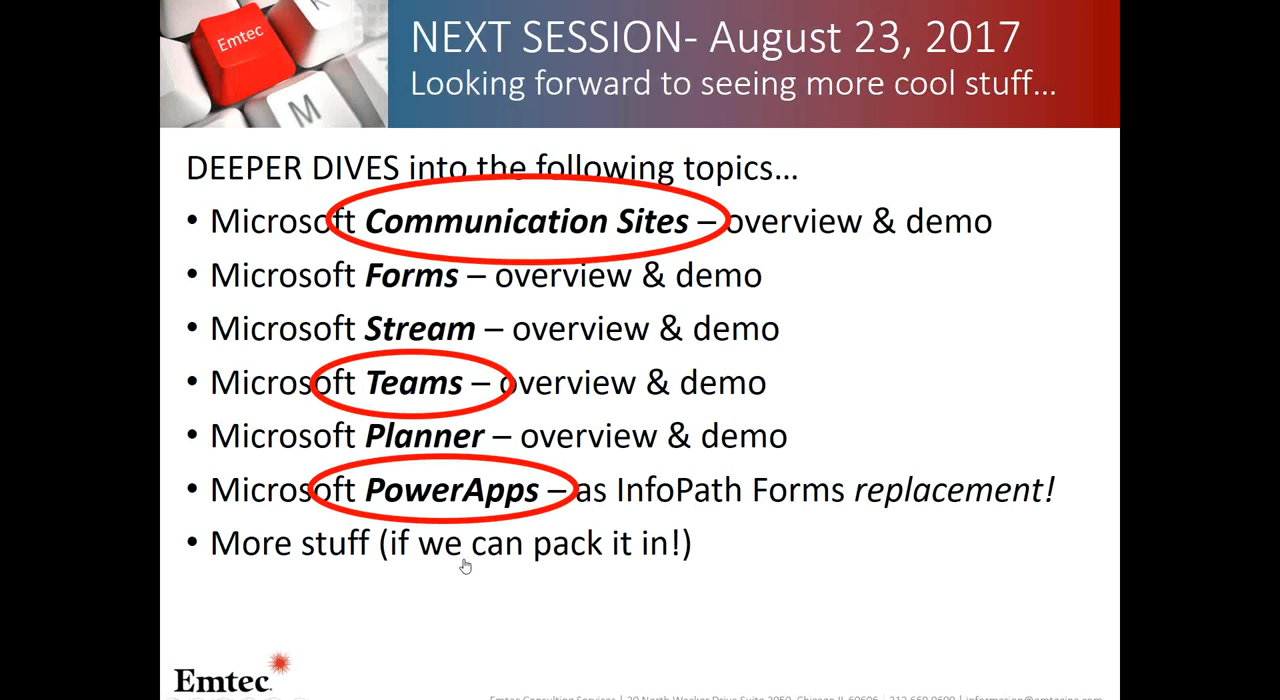 Emtec
K
M
NEXT SESSION- August 23, 2017
Looking forward to seeing more cool stuff...
DEEPER DIVES into the following topics...
• Microsoft Communication Sites – overview & demo
• Microsoft Forms – overview & demo
• Microsoft Stream – overview & demo
• Microsoft Teams – overview & demo
• Microsoft Planner – overview & demo
• Microsoft PowerApps – as InfoPath Forms replacement!
• More stuff (if we can pack it in!)
Emtec